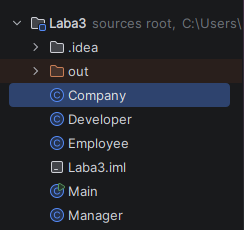 Laba3 sources root, C:\Users\
.idea
out
Company
Developer
Employee
Laba3.iml
Main
Manager